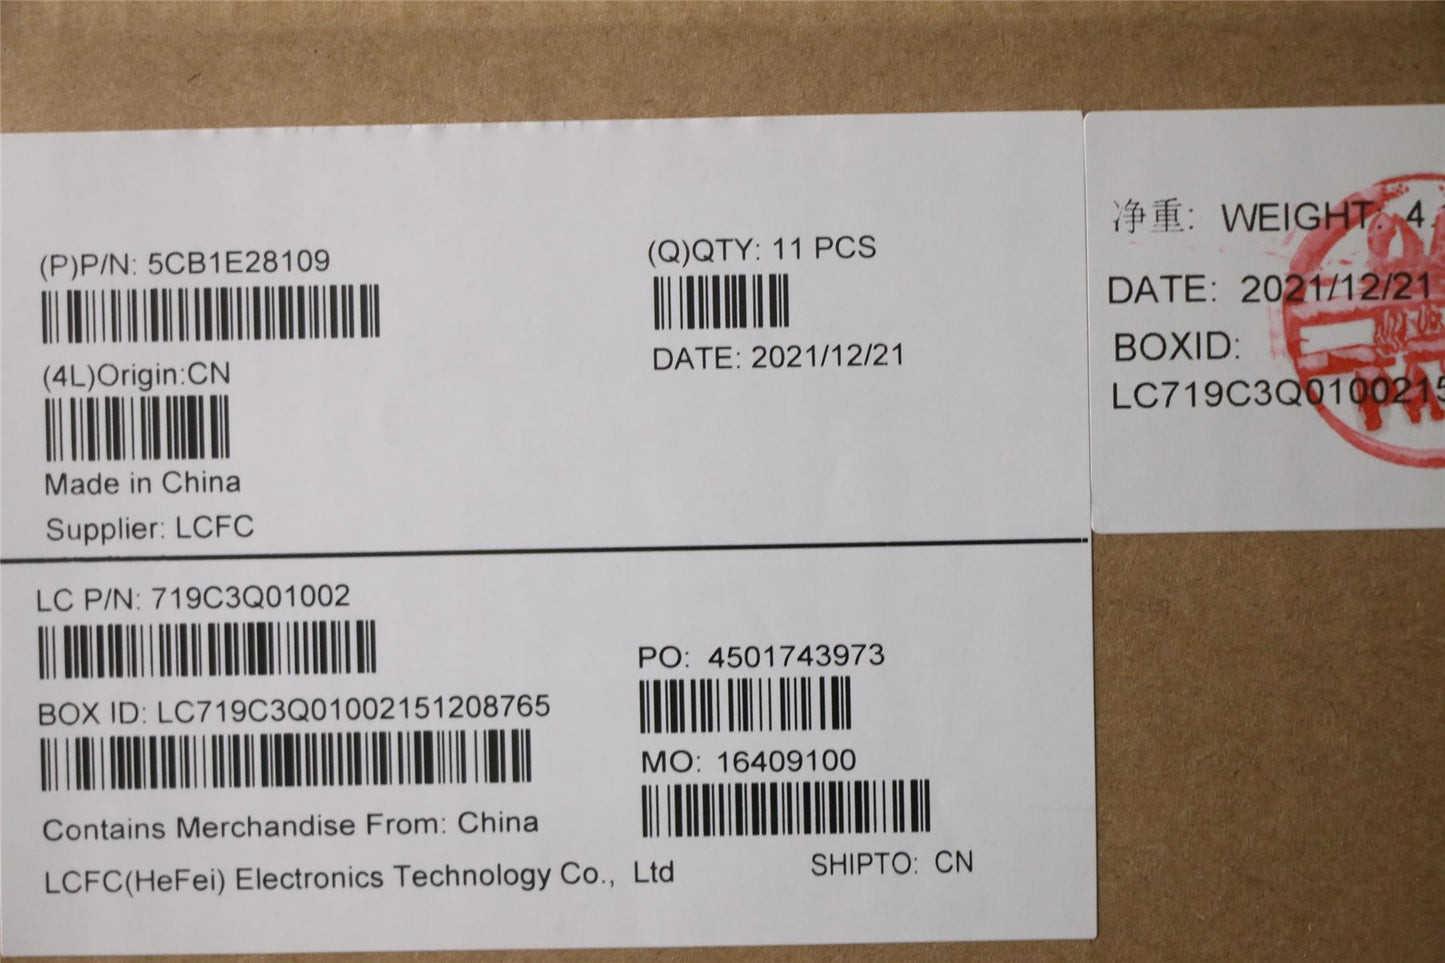 (P)P/N: 5CB1E28109
(Q)QTY: 11 PCS
(4L)Origin:CN
DATE: 2021/12/21
Made in China
Supplier: LCFC
LC P/N: 719C3Q01002
PO: 4501743973
BOX ID: LC719C3Q01002151208765
MO: 16409100
Contains Merchandise From: China
LCFC(HeFei) Electronics Technology Co., Ltd
SHIPTO: CN
净重: WEIGHT: 4.
DATE: 2021/12/21
BOXID:
LC719C3Q0100215